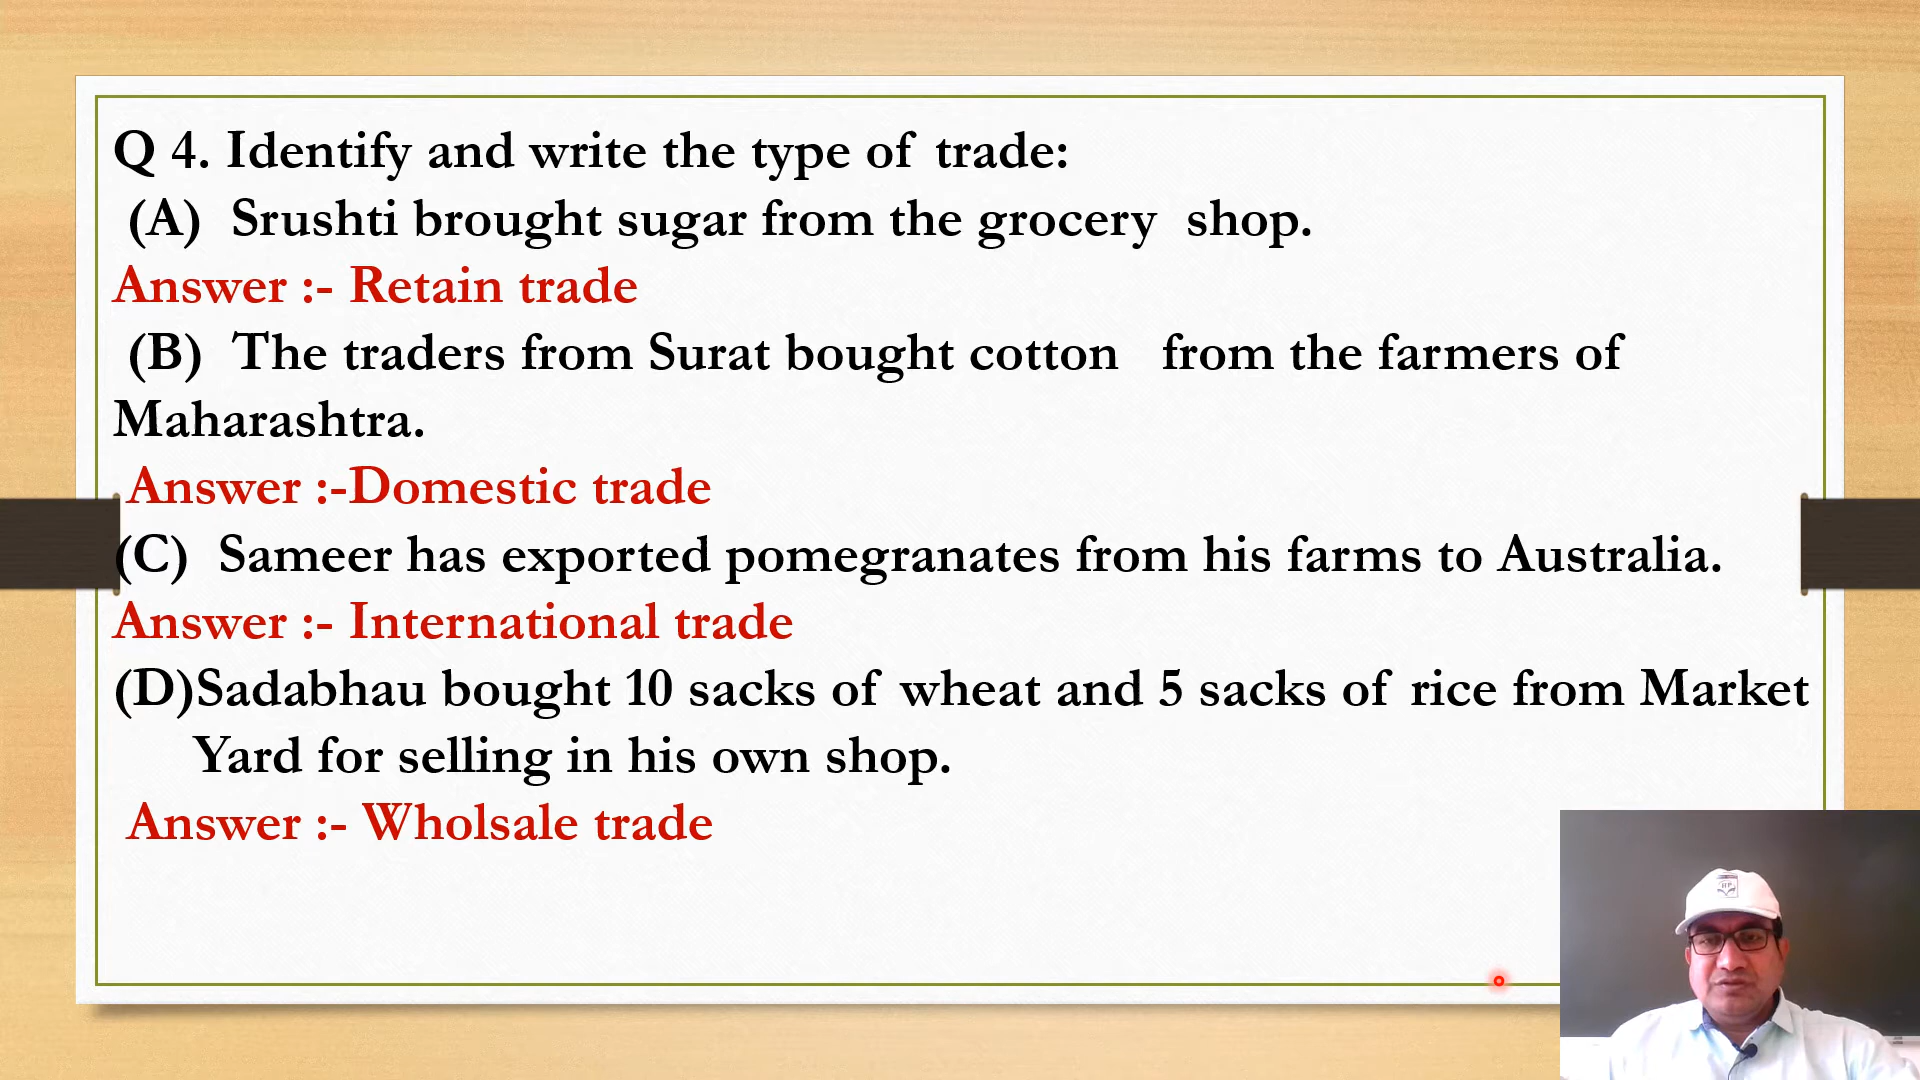 Q 4. Identify and write the type of trade:
(A) Srushti brought sugar from the grocery shop.
Answer :- Retain trade
(B) The traders from Surat bought cotton from the farmers of
Maharashtra.
Answer :-Domestic trade
(C) Sameer has exported pomegranates from his farms to Australia.
Answer :- International trade
(D)Sadabhau bought 10 sacks of wheat and 5 sacks of rice from Market
Yard for selling in his own shop.
Answer :- Wholsale trade
HP